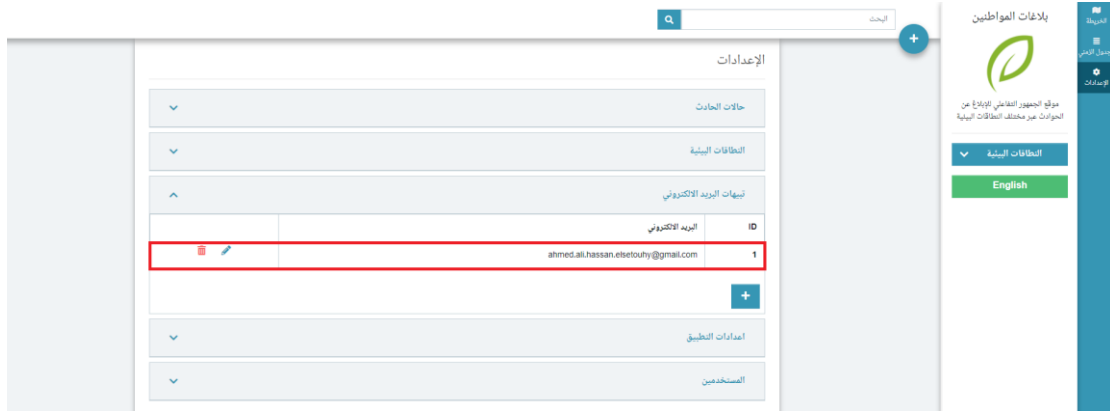 الخريطة
الإعدادات
بلاغات المواطنين
موقع الجمهور التفاعلي للإبلاغ عن
الحوادث عبر مختلف النطاقات البيئية
النطاقات البيئية
English
البحث
+
الإعدادات
حالات الحادث
النطاقات البيئية
تبيهات البريد الالكتروني
ID البريد الالكتروني
1 ahmed.ali.hassan.elsetouhy@gmail.com
+
اعدادات التطبيق
المستخدمين